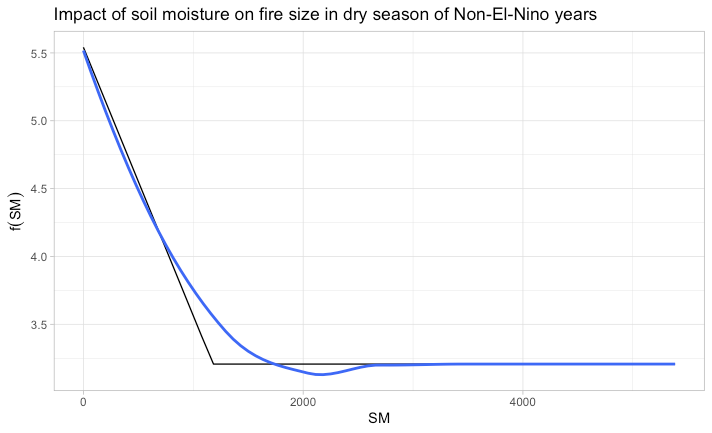 Impact of soil moisture on fire size in dry season of Non-El-Nino years
5.5
5.0
4.5
4.0
3.5
f(SM)
0
2000
4000
SM